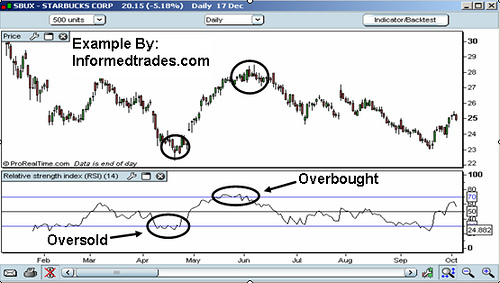 SBUX - STARBUCKS CORP 20.15 (-5.18%) Daily 17 Dec
500 units Daily Indicator/Backtest
Price
Example By:
Informedtrades.com
30
29
28
27
26
25
24
23
22
© ProRealTime.com Data is end of day
Relative strength index (RSI) (14)
100
80
70
50
30
24.882
Overbought
Oversold
Feb Mar Apr May Jun Jul Aug Sep Oct